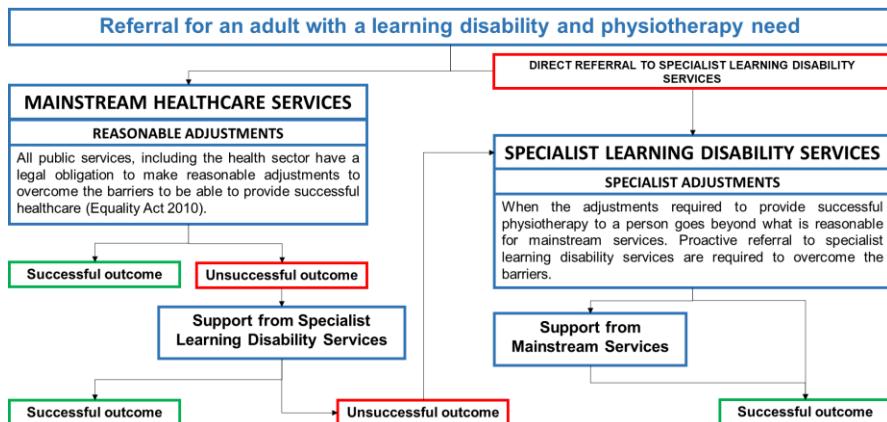 Referral for an adult with a learning disability and physiotherapy need
DIRECT REFERRAL TO SPECIALIST LEARNING DISABILITY
SERVICES
MAINSTREAM HEALTHCARE SERVICES
REASONABLE ADJUSTMENTS
All public services, including the health sector have a
legal obligation to make reasonable adjustments to
overcome the barriers to be able to provide successful
healthcare (Equality Act 2010).
SPECIALIST LEARNING DISABILITY SERVICES
SPECIALIST ADJUSTMENTS
When the adjustments required to provide successful
physiotherapy to a person goes beyond what is reasonable
for mainstream services. Proactive referral to specialist
learning disability services are required to overcome the
barriers.
Successful outcome
Unsuccessful outcome
Support from Specialist
Learning Disability Services
Support from
Mainstream Services
Successful outcome
Unsuccessful outcome
Successful outcome